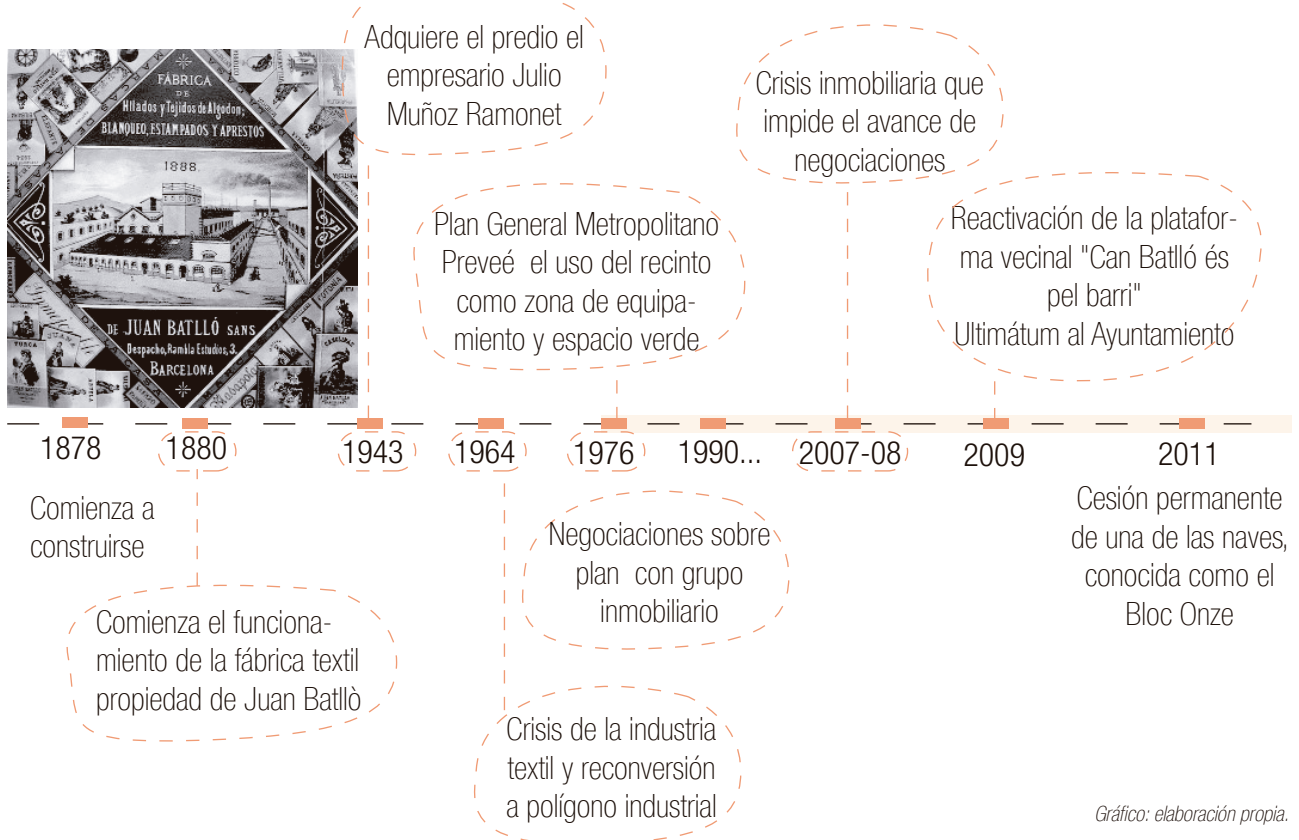 FÁBRICA
DE
Hilados y Tejidos de Algodon;
BLANQUEO, ESTAMPADOS Y APRESTOS
1888
DE JUAN BATLLÓ SANS
Despacho, Rambla Estudios, 3.
BARCELONA
Adquiere el predio el
empresario Julio
Muñoz Ramonet
Plan General Metropolitano
Preveé el uso del recinto
como zona de equipa-
miento y espacio verde
Crisis inmobiliaria que
impide el avance de
negociaciones
Reactivación de la platafor-
ma vecinal "Can Batlló és
pel barri"
Ultimátum al Ayuntamiento
1878
1880
1943
1964
1976
1990...
2007-08
2009
2011
Comienza a
construirse
Comienza el funciona-
miento de la fábrica textil
propiedad de Juan Batllò
Crisis de la industria
textil y reconversión
a polígono industrial
Negociaciones sobre
plan con grupo
inmobiliario
Cesión permanente
de una de las naves,
conocida como el
Bloc Onze
Gráfico: elaboración propia.